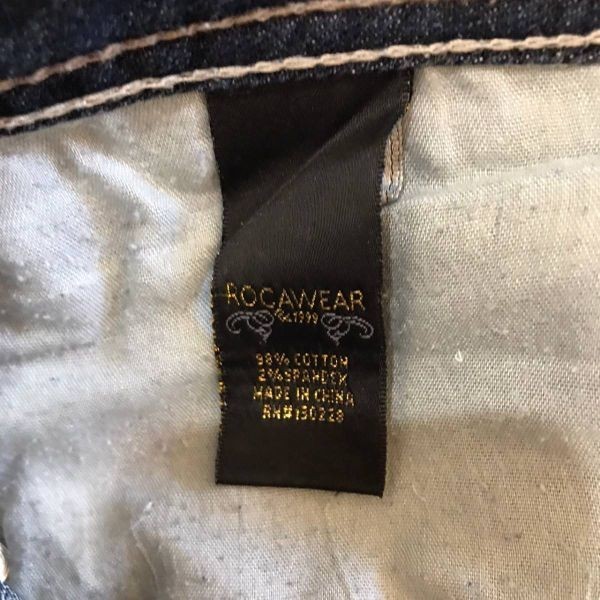 ROCAWEAR
Est. 1999
98% COTTON
2% SPANDEX
MADE IN CHINA
RN#130228